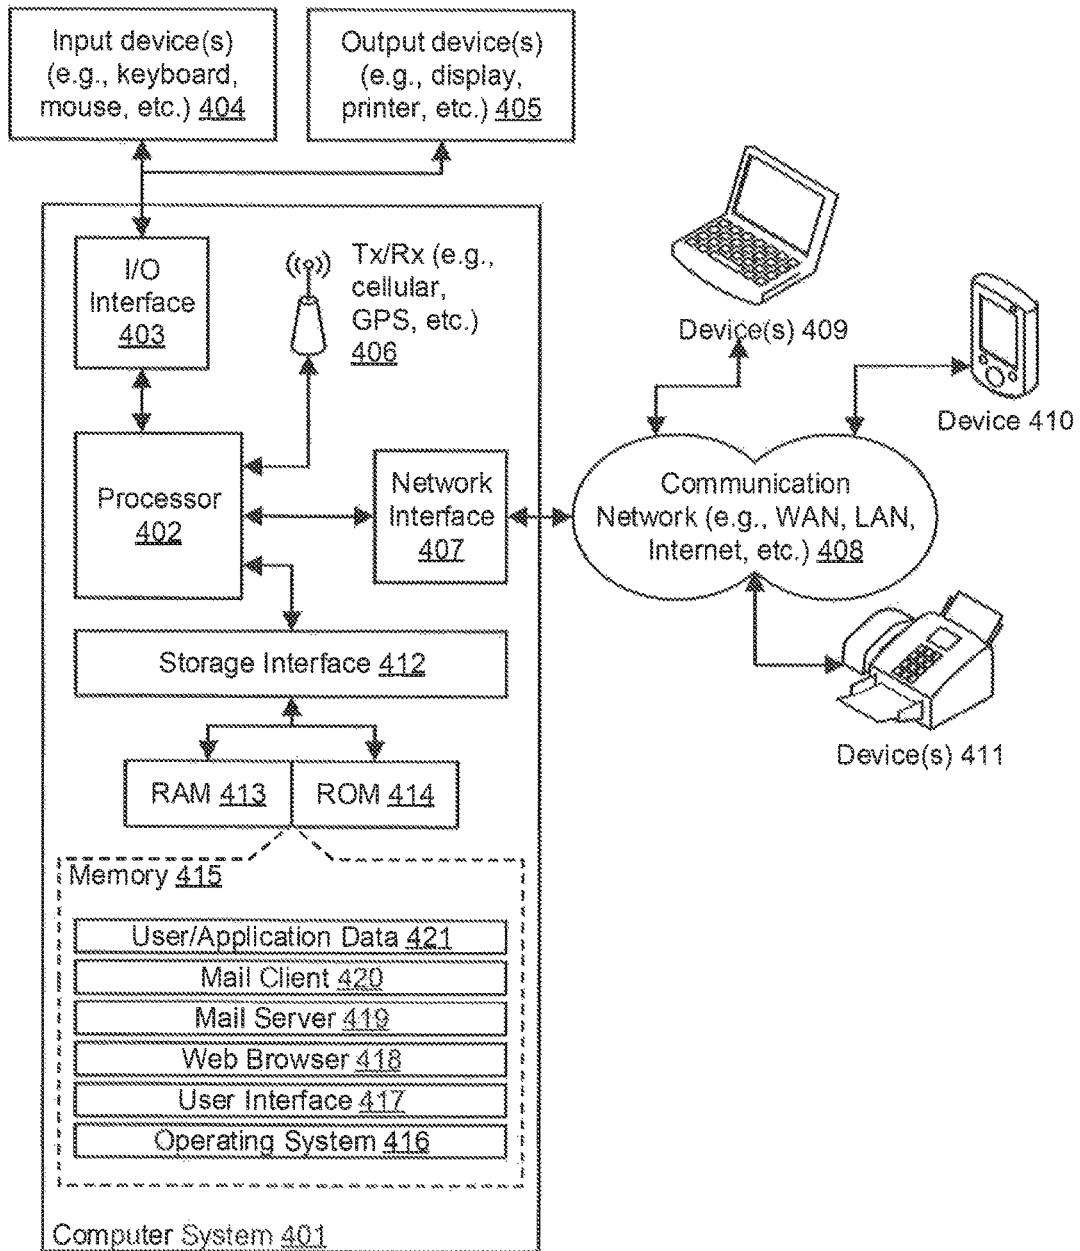 Input device(s)
(e.g., keyboard,
mouse, etc.) 404
Output device(s)
(e.g., display,
printer, etc.) 405
I/O
Interface
403
Tx/Rx (e.g.,
cellular,
GPS, etc.)
406
Device(s) 409
Device 410
Processor
402
Network
Interface
407
Communication
Network (e.g., WAN, LAN,
Internet, etc.) 408
Storage Interface 412
Device(s) 411
RAM 413
ROM 414
Memory 415
User/Application Data 421
Mail Client 420
Mail Server 419
Web Browser 418
User Interface 417
Operating System 416
Computer System 401